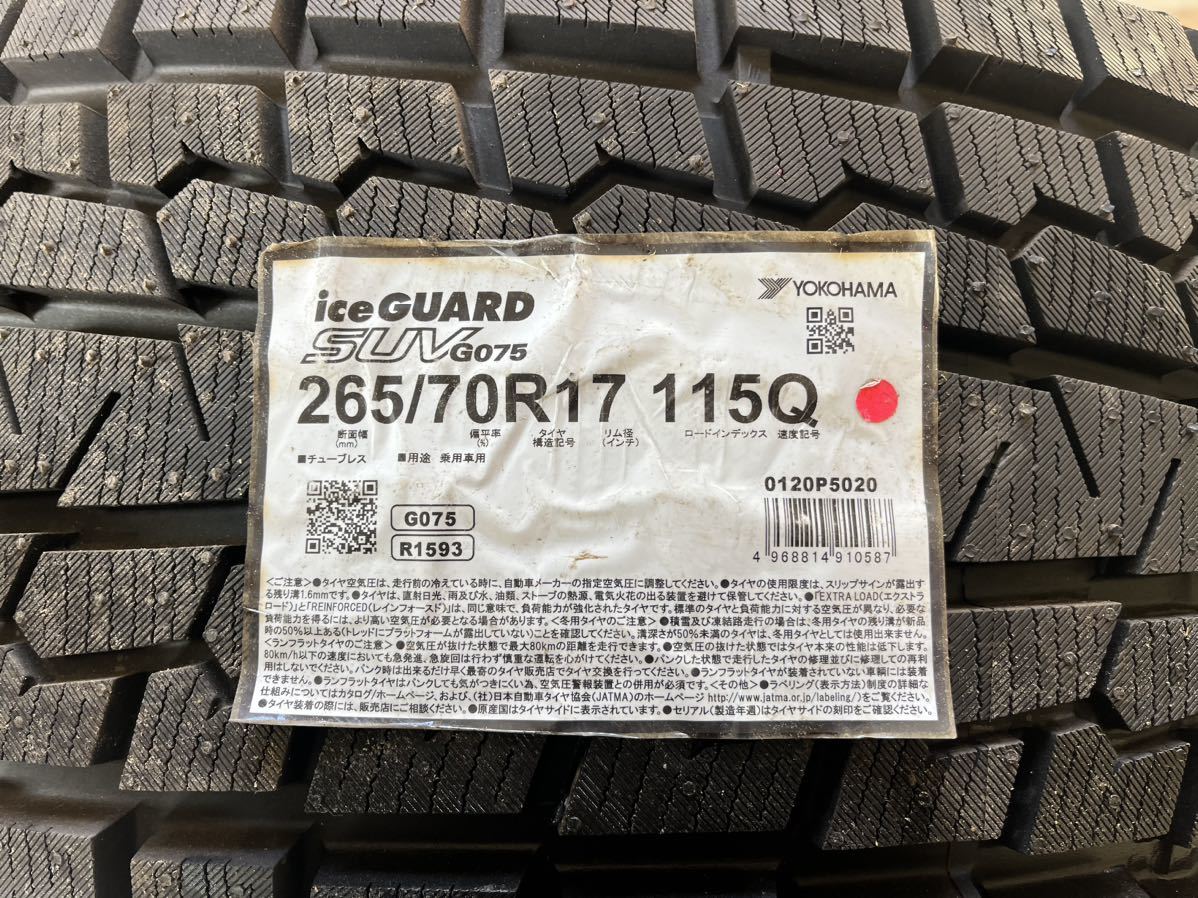 iceGUARD
SUV G075
YOKOHAMA
265/70R17 115Q
断面幅 (mm) 偏平率 (%) タイヤ構造記号 リム径 (インチ) ロードインデックス 速度記号
■チューブレス ■用途 乗用車用
0120P5020
G075
R1593
4 968814 910587
<ご注意>●タイヤ空気圧は、走行前の冷えている時に、自動車メーカーの指定空気圧に調整してください。●タイヤの使用限度は、スリップサインが露出す
る残り溝1.6mmです。●タイヤは、直射日光、雨及び水、油類、ストーブの熱源、電気火花の出る装置を避けて保管してください。●「EXTRA LOAD(エクストラ
ロード)」と「REINFORCED(レインフォースド)」は、同じ意味で、負荷能力が強化されたタイヤです。標準のタイヤと負荷能力に対する空気圧が異なり、必要な
負荷能力を得るには、より高い空気圧が必要となる場合があります。<冬用タイヤのご注意>●積雪及び凍結路走行の場合は、冬用タイヤの残り溝が新品
時の50%以上ある(トレッドにプラットフォームが露出していない)ことを確認してください。溝深さが50%未満のタイヤは、冬用タイヤとしては使用出来ません。
<ランフラットタイヤのご注意>●空気圧の抜けた状態で最大80kmの距離を走行できます。●空気圧の抜けた状態ではタイヤ本来の性能は低下します。
80km/h以下の速度においても急発進、急旋回は行わず慎重な運転を心がけてください。●パンクした状態で走行したタイヤの修理並びに修理しての再利
用はしないでください。パンク時は出来るだけ早く最寄のタイヤ販売店でタイヤ交換を行ってください。●ランフラットタイヤが装着されていない車輌には装着
できません。●ランフラットタイヤはパンクしても気がつきにくい為、空気圧警報装置との併用が必須です。<その他>●ラベリング(表示方法)制度の詳細な
仕組みについてはカタログ/ホームページ、および、(社)日本自動車タイヤ協会(JATMA)のホームページ http://www.jatma.or.jp/labeling/)をご覧ください。
●タイヤ装着の際には、販売店にご相談ください。●原産国はタイヤサイドに表示されています。●セリアル(製造年週)はタイヤサイドの刻印をご確認ください。